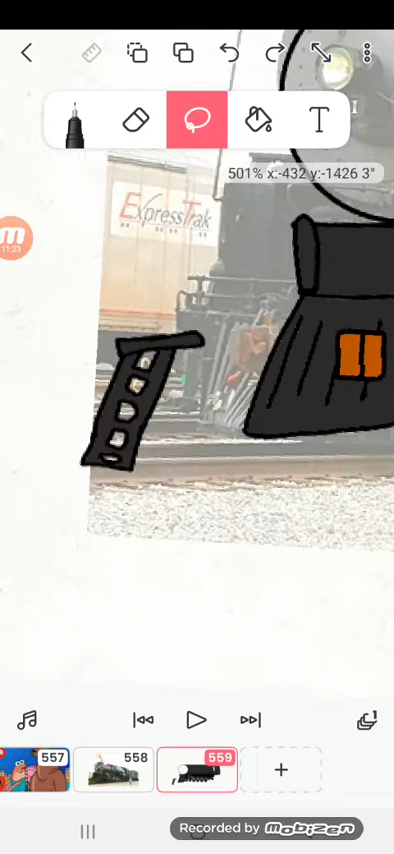 T
501% x:-432 y:-1426 3°
ExpressTrak
11:23
557
558
559
+
Recorded by mobizen